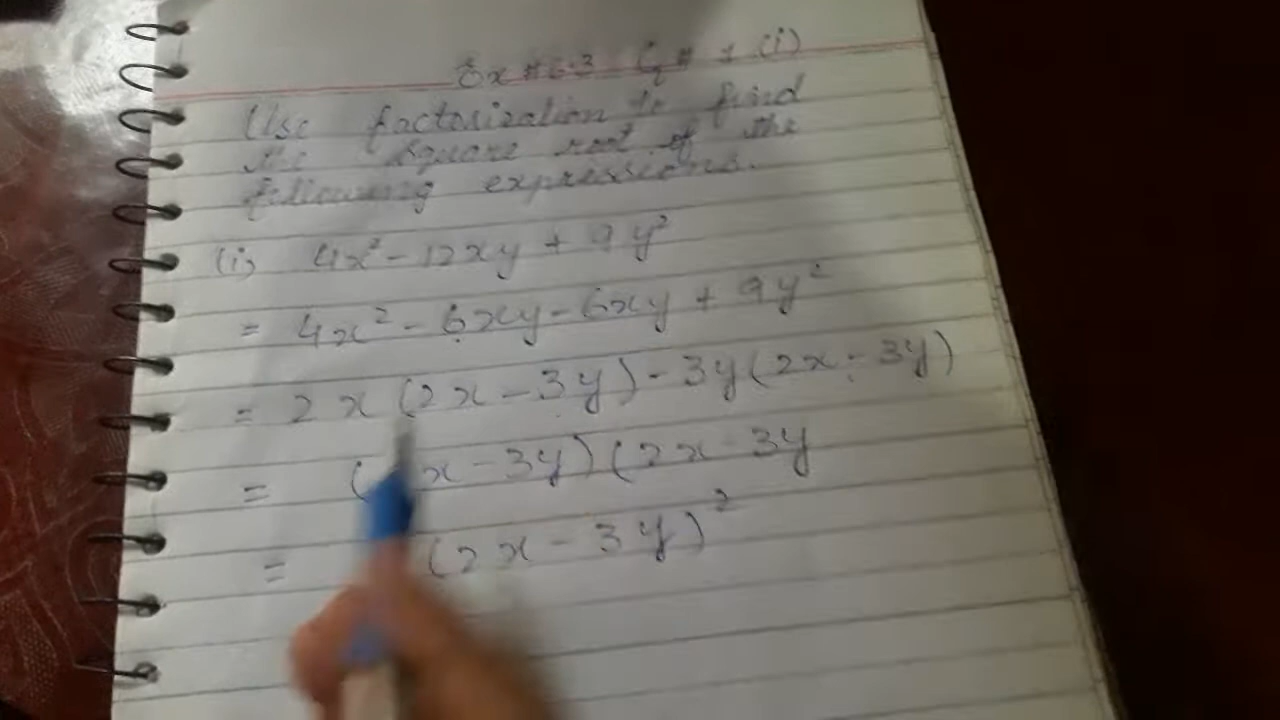 Ex # 6.3 Q # 1 (i)
Use factorization to find
the square root of the
following expressions.
(i) 4x² - 12xy + 9y²
= 4x² - 6xy - 6xy + 9y²
= 2x(2x - 3y) - 3y(2x - 3y)
= ( x - 3y)(2x - 3y
= (2x - 3y)²